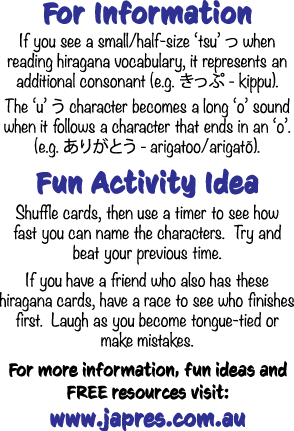 For Information
If you see a small/half-size ‘tsu’ っ when
reading hiragana vocabulary, it represents an
additional consonant (e.g. きっぷ - kippu).
The ‘u’ う character becomes a long ‘o’ sound
when it follows a character that ends in an ‘o’.
(e.g. ありがとう - arigatoo/arigatō).
Fun Activity Idea
Shuffle cards, then use a timer to see how
fast you can name the characters. Try and
beat your previous time.
If you have a friend who also has these
hiragana cards, have a race to see who finishes
first. Laugh as you become tongue-tied or
make mistakes.
For more information, fun ideas and
FREE resources visit:
www.japres.com.au